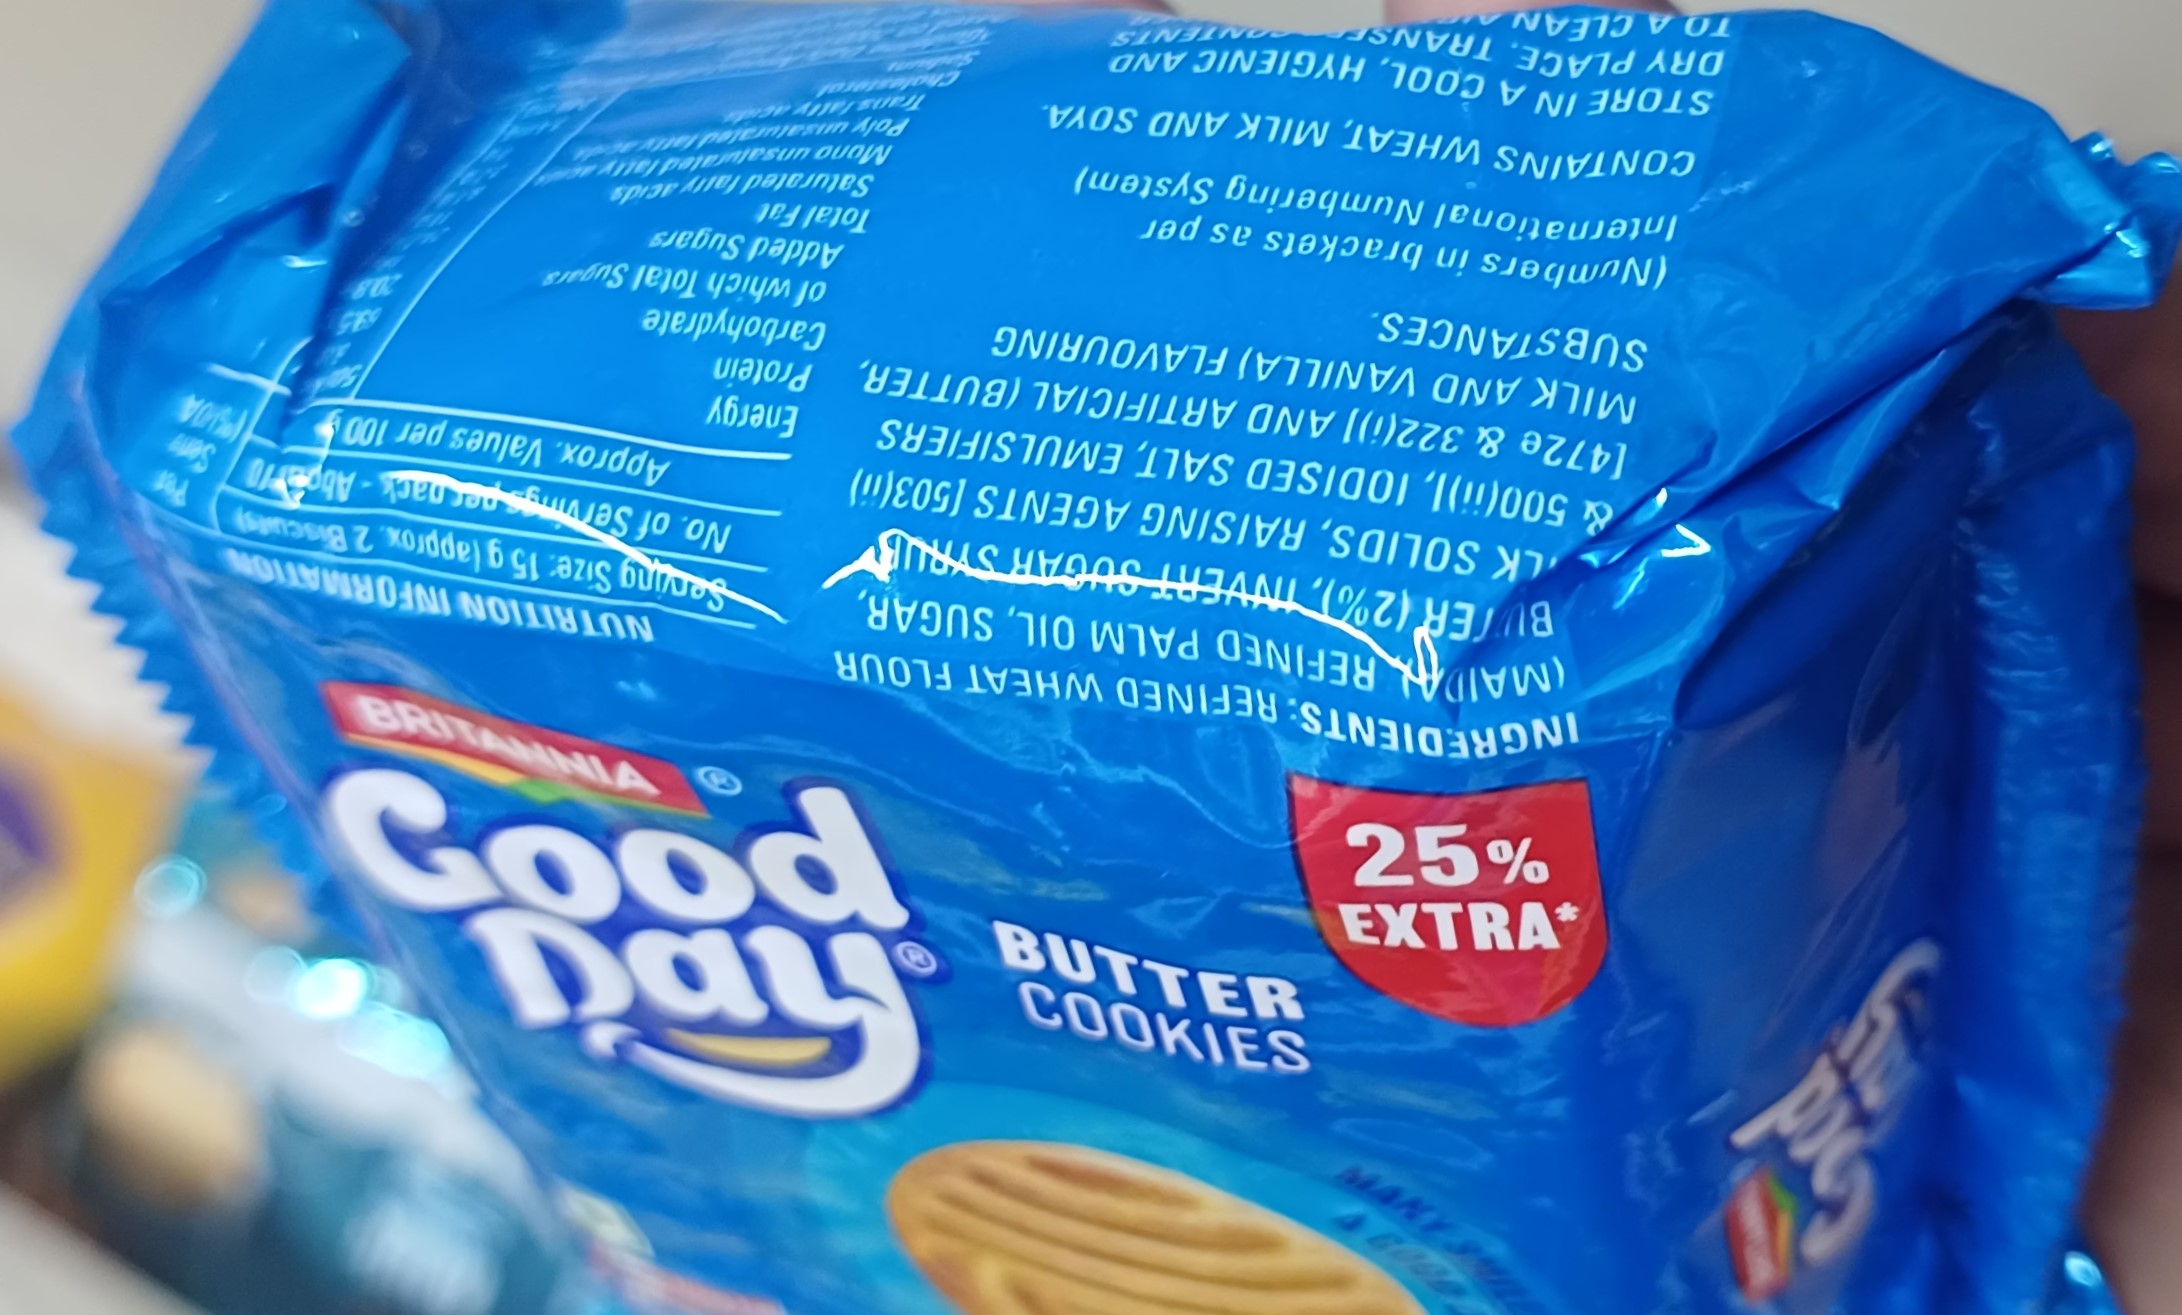 BRITANNIA ®
Good
Day ®
BUTTER
COOKIES
25%
EXTRA*
INGREDIENTS: REFINED WHEAT FLOUR
(MAIDA), REFINED PALM OIL, SUGAR,
BUTTER (2%), INVERT SUGAR SYRUP,
SOLIDS, RAISING AGENTS [503(ii)
& 500(ii)], IODISED SALT, EMULSIFIERS
[472e & 322(i)] AND ARTIFICIAL (BUTTER,
MILK AND VANILLA) FLAVOURING
SUBSTANCES.
(Numbers in brackets as per
International Numbering System)
CONTAINS WHEAT, MILK AND SOYA.
STORE IN A COOL, HYGIENIC AND
DRY PLACE. TRANSFER CONTENTS
TO A CLEAN
NUTRITION INFORMATION
Serving Size: 15 g (approx. 2 Biscuits)
No. of Servings per pack - About
Approx. Values per 100 g
Per
Energy
Protein
Carbohydrate
of which Total Sugars
Added Sugars
Total Fat
Saturated fatty acids
Mono unsaturated fatty acids
Poly unsaturated fatty acids
Trans fatty acids
Cholesterol
Good
BRITANNIA